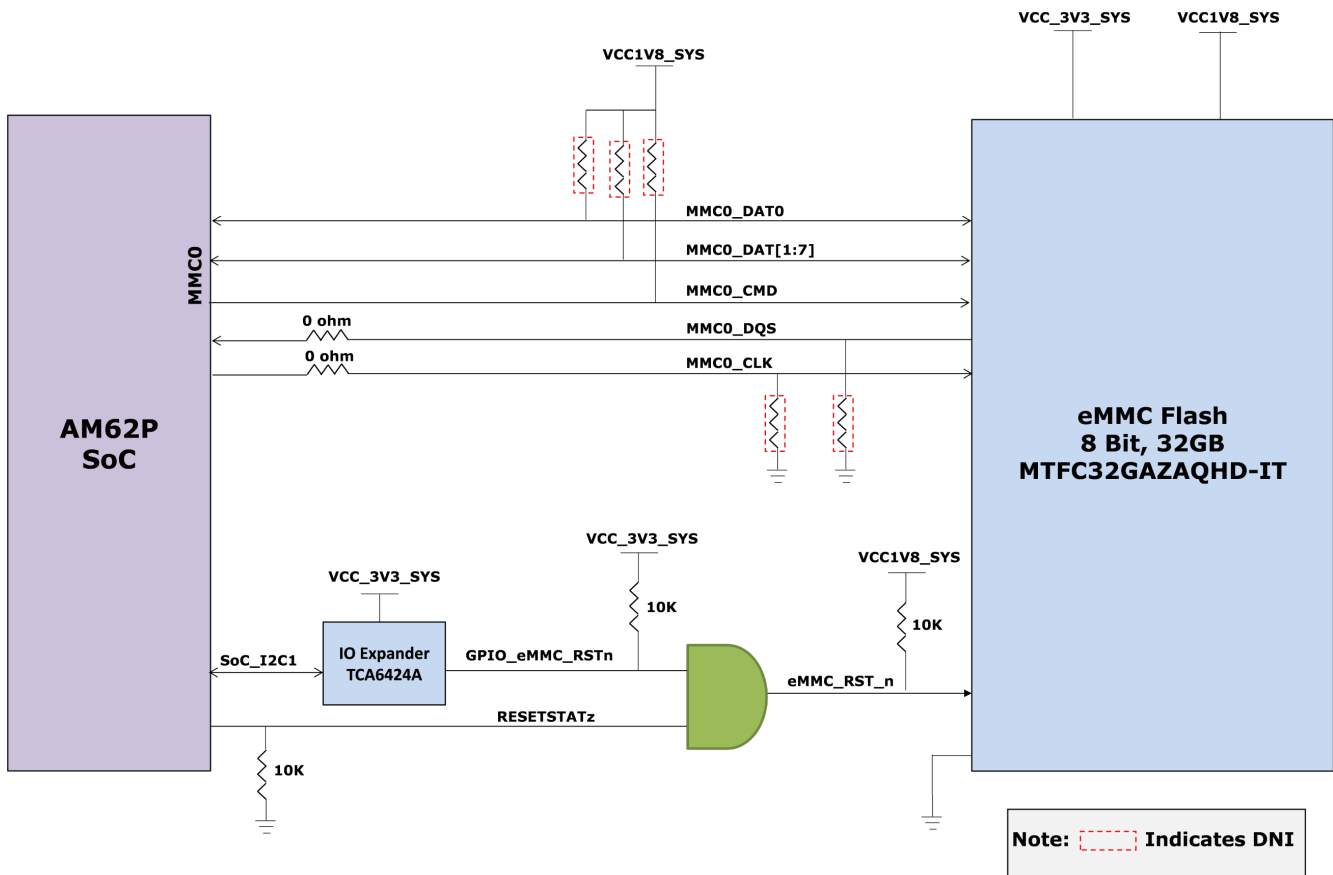 VCC_3V3_SYS
VCC1V8_SYS
VCC1V8_SYS
MMC0_DAT0
MMC0_DAT[1:7]
MMC0
MMC0_CMD
0 ohm
MMC0_DQS
0 ohm
MMC0_CLK
AM62P
SoC
eMMC Flash
8 Bit, 32GB
MTFC32GAZAQHD-IT
VCC_3V3_SYS
VCC1V8_SYS
VCC_3V3_SYS
10K
10K
IO Expander
TCA6424A
SoC_I2C1
GPIO_eMMC_RSTn
eMMC_RST_n
RESETSTATz
10K
Note:
Indicates DNI